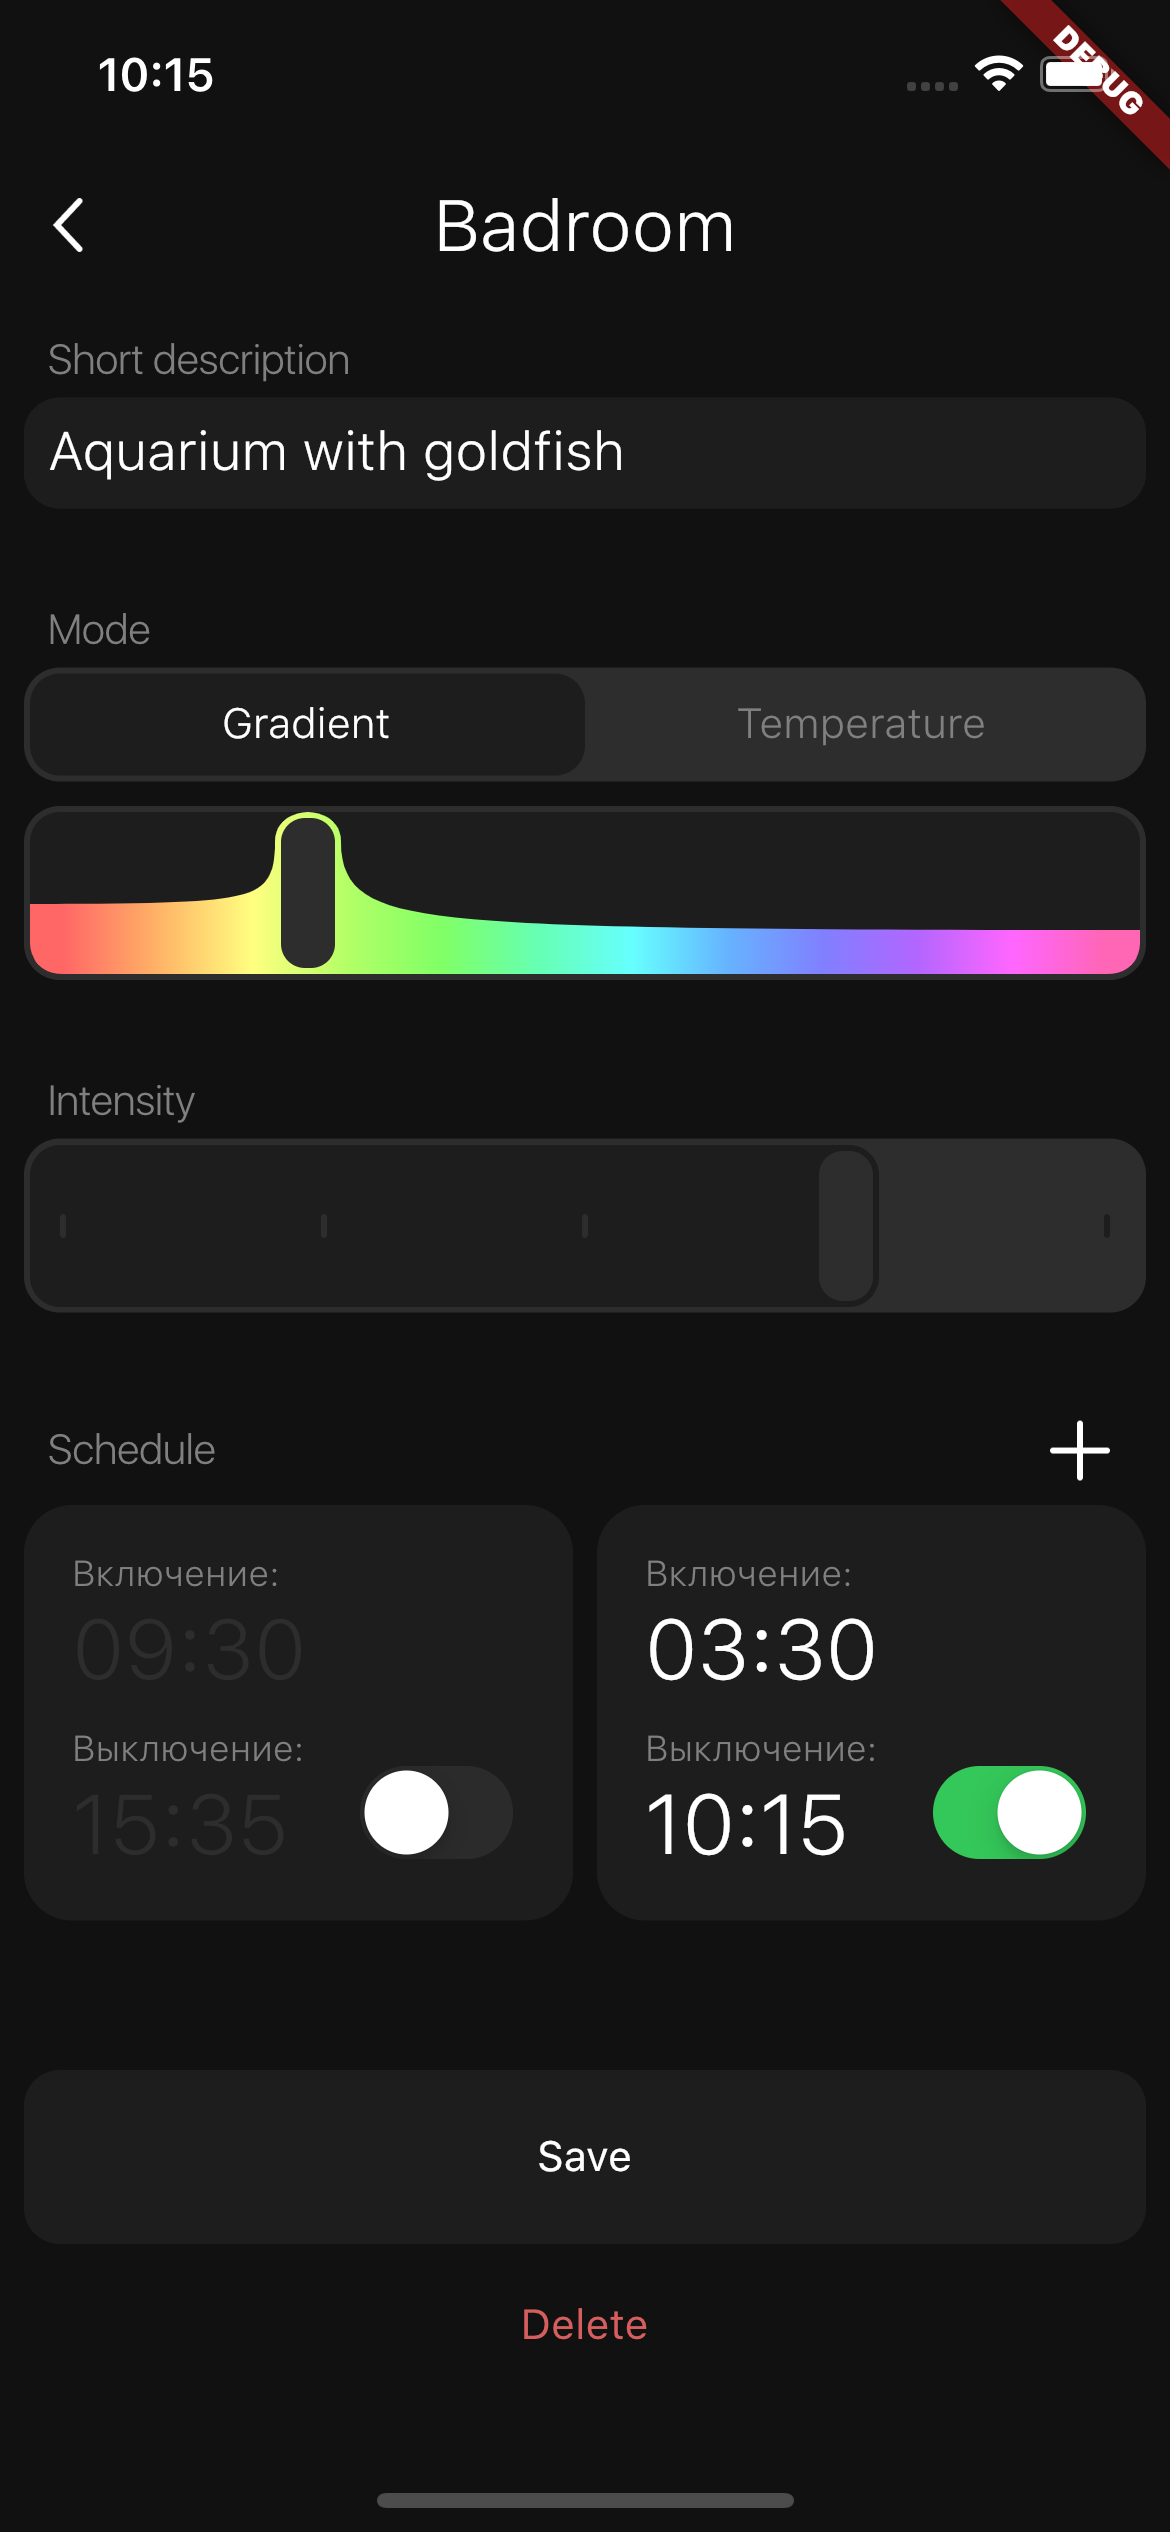 10:15
DEBUG
Badroom
Short description
Aquarium with goldfish
Mode
Gradient
Temperature
Intensity
Schedule
Включение:
09:30
Выключение:
15:35
Включение:
03:30
Выключение:
10:15
Save
Delete